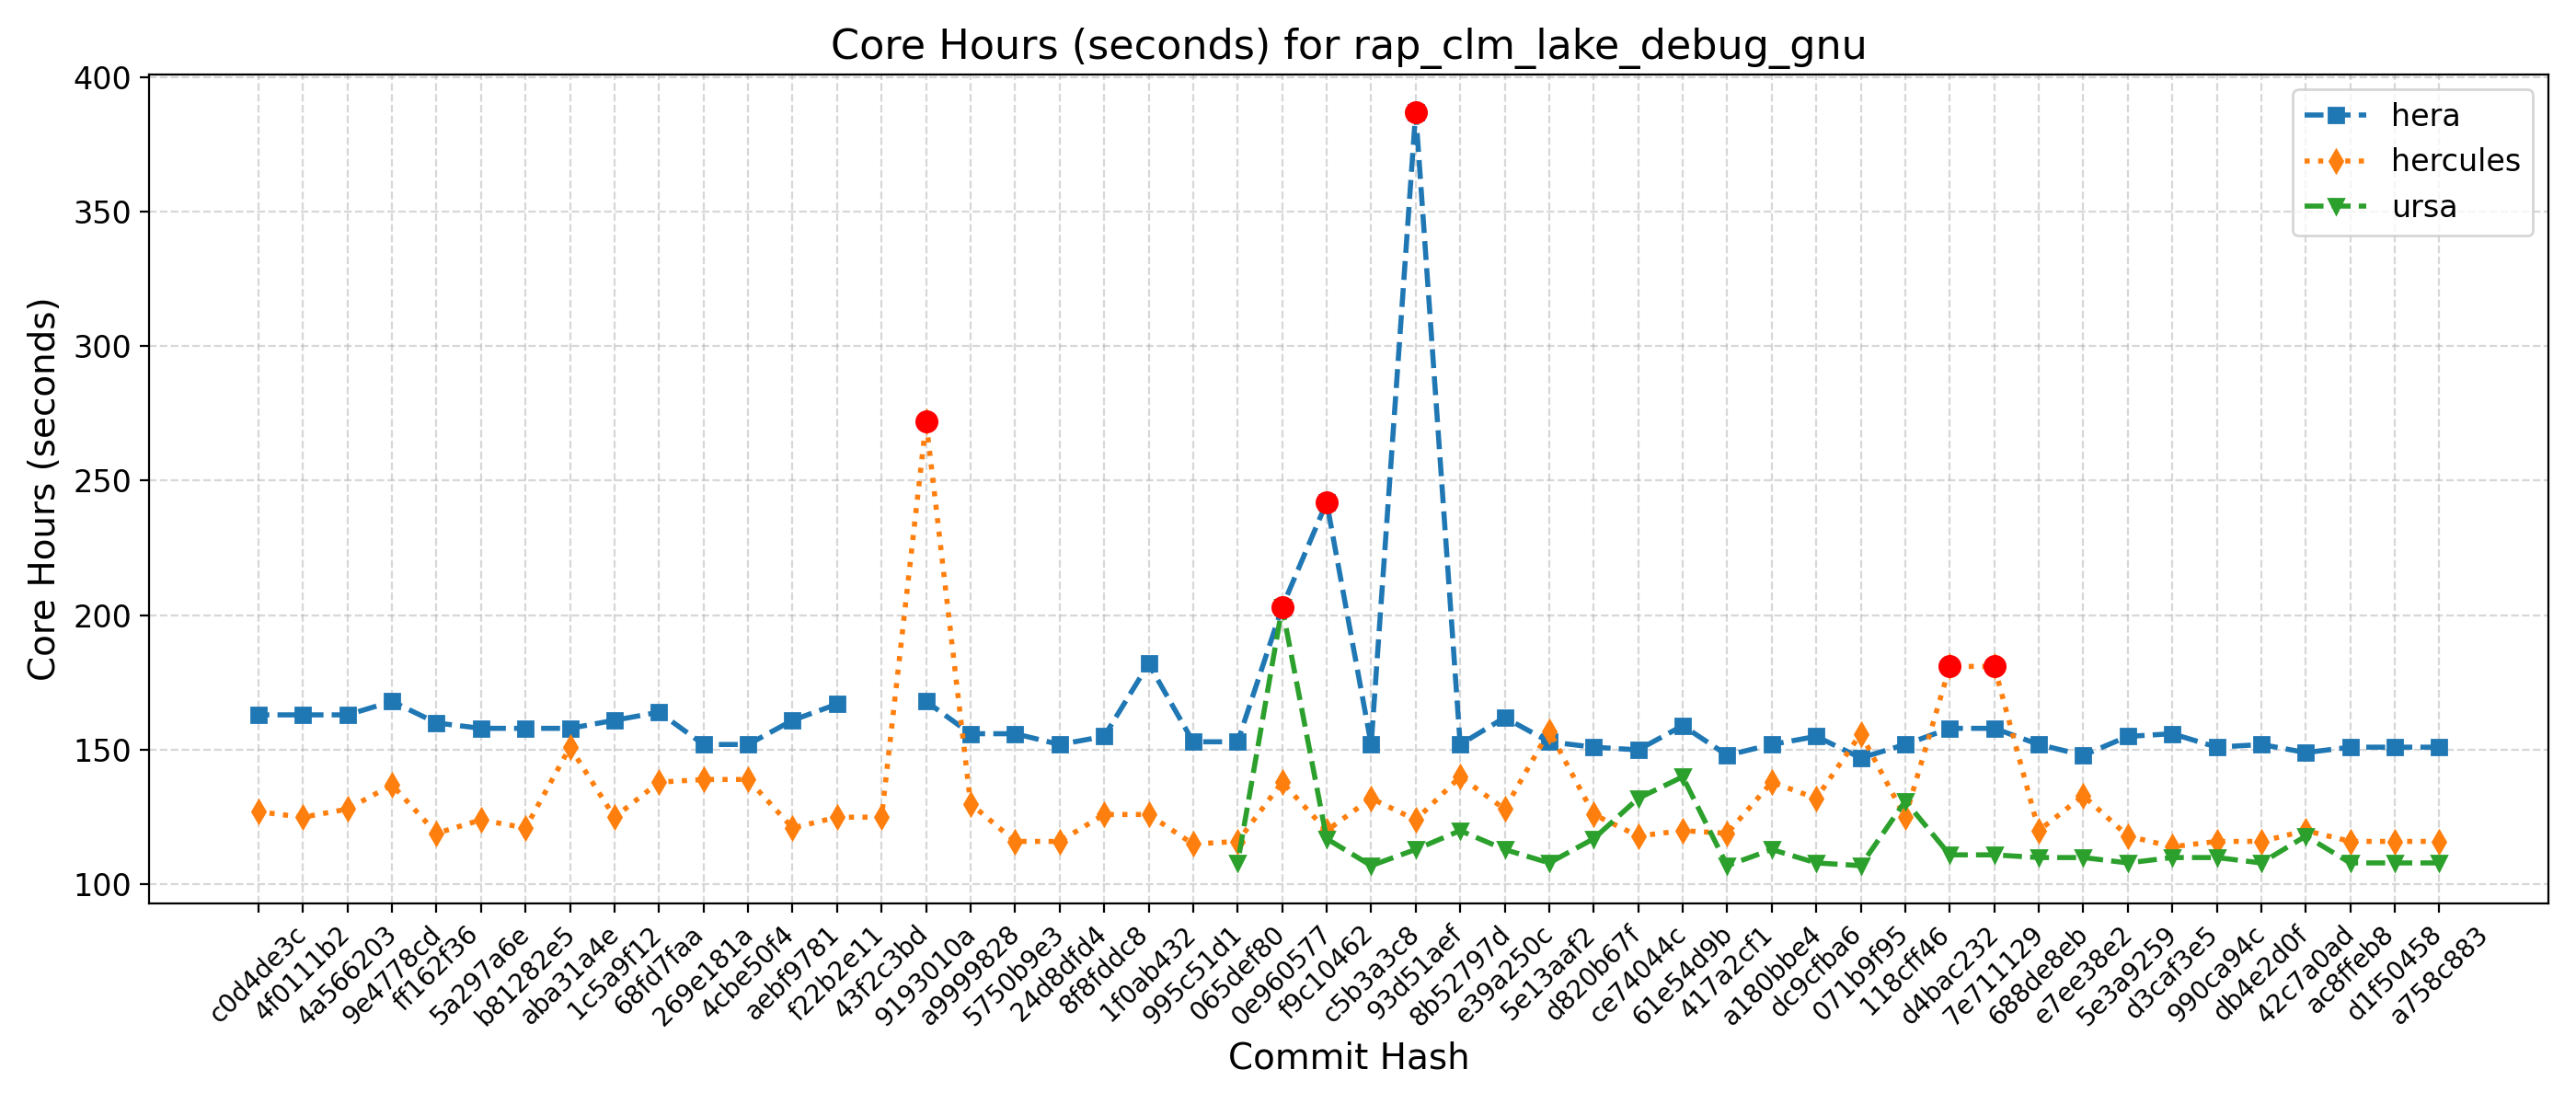 Core Hours (seconds) for rap_clm_lake_debug_gnu
400
350
300
250
200
150
100
Core Hours (seconds)
hera
hercules
ursa
c0d4de3c
4f0111b2
4a566203
9e4778cd
ff162f36
5a297a6e
b81282e5
aba31a4e
1c5a9f12
68fd7faa
269e181a
4cbe50f4
aebf9781
f22b2e11
43f2c3bd
9193010a
a9999828
5750b9e3
24d8dfd4
8f8fddc8
1f0ab432
995c51d1
065def80
0e960577
f9c10462
c5b3a3c8
93d51aef
8b52797d
e39a250c
5e13aaf2
d820b67f
ce74044c
61e54d9b
417a2cf1
a180bbe4
dc9cfba6
071b9f95
118cff46
d4bac232
7e711129
688de8eb
e7ee38e2
5e3a9259
d3caf3e5
990ca94c
db4e2d0f
42c7a0ad
ac8ffeb8
d1f50458
a758c883
Commit Hash